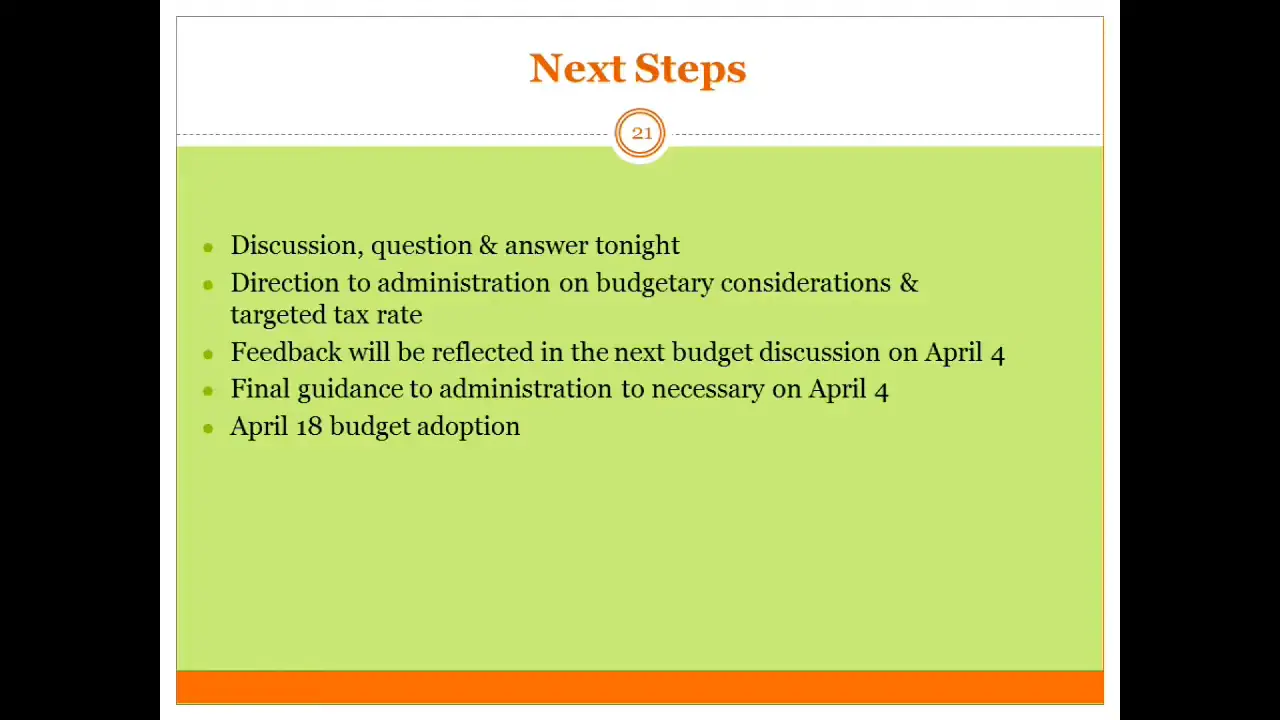 Next Steps
21
Discussion, question & answer tonight
Direction to administration on budgetary considerations &
targeted tax rate
Feedback will be reflected in the next budget discussion on April 4
Final guidance to administration to necessary on April 4
April 18 budget adoption